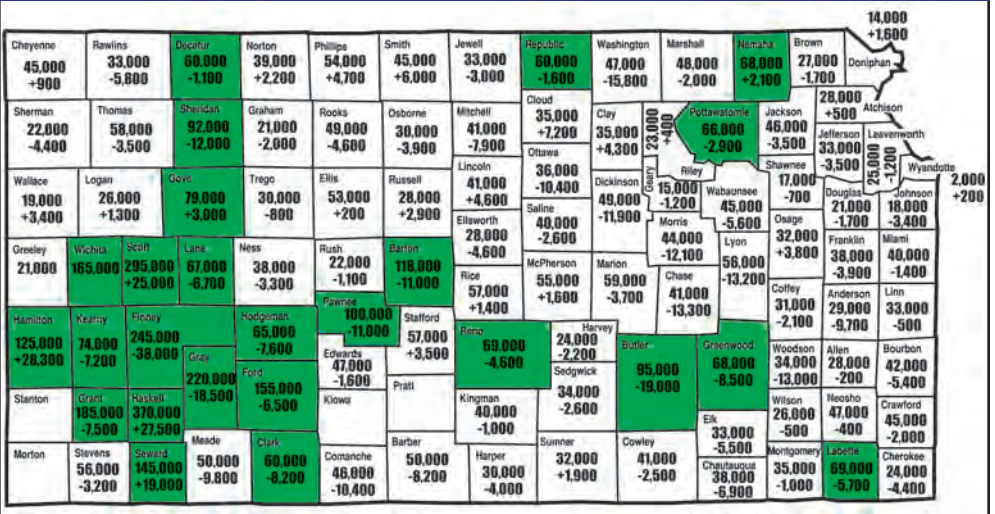 14,000
+1,600
Cheyenne
45,000
+900
Rawlins
33,000
-5,600
Decatur
60,000
-1,100
Norton
39,000
+2,200
Phillips
54,000
+4,700
Smith
45,000
+6,000
Jewell
33,000
-3,000
Republic
60,000
-1,600
Washington
47,000
-15,800
Marshall
48,000
-2,000
Nemaha
68,000
+2,100
Brown
27,000
-1,700
Doniphan
Sherman
22,000
-4,400
Thomas
58,000
-3,500
Sheridan
92,000
-12,000
Graham
21,000
-2,000
Rooks
49,000
-4,600
Osborne
30,000
-3,900
Mitchell
41,000
-7,900
Cloud
35,000
+7,200
Clay
35,000
+4,300
23,000
+400
Riley
Pottawatomie
66,000
-2,900
Jackson
46,000
-3,500
28,000
+500
Atchison
Jefferson
33,000
-3,500
Leavenworth
25,000
-1,200
Wyandotte
2,000
+200
Wallace
19,000
+3,400
Logan
26,000
+1,300
Gove
79,000
+3,000
Trego
30,000
-800
Ellis
53,000
+200
Russell
28,000
+2,900
Lincoln
41,000
+4,600
Ottawa
36,000
-10,400
Dickinson
49,000
-11,900
Geary
15,000
-1,200
Wabaunsee
45,000
-5,600
Shawnee
17,000
-700
Douglas
21,000
-1,700
Johnson
18,000
-3,400
Ellsworth
28,000
-4,600
Saline
40,000
-2,600
Morris
44,000
-12,100
Osage
32,000
+3,800
Greeley
21,000
Wichita
165,000
Scott
295,000
+25,000
Lane
67,000
-6,700
Ness
38,000
-3,300
Rush
22,000
-1,100
Barton
118,000
-11,000
Rice
57,000
+1,400
McPherson
55,000
+1,600
Marion
59,000
-3,700
Chase
41,000
-13,300
Lyon
56,000
-13,200
Franklin
38,000
-3,900
Miami
40,000
-1,400
Coffey
31,000
-2,100
Anderson
29,000
-9,700
Linn
33,000
-500
Hamilton
125,000
+28,300
Kearny
74,000
-7,200
Finney
245,000
-38,000
Gray
220,000
-18,500
Hodgeman
65,000
-7,600
Pawnee
100,000
-11,000
Edwards
47,000
-1,600
Stafford
57,000
+3,500
Reno
69,000
-4,600
Harvey
24,000
-2,200
Butler
95,000
-19,000
Greenwood
68,000
-8,500
Woodson
34,000
-13,000
Allen
28,000
-200
Bourbon
42,000
-5,400
Ford
155,000
-6,500
Kiowa
Pratt
Sedgwick
34,000
-2,600
Stanton
Grant
185,000
-7,500
Haskell
370,000
+27,500
Kingman
40,000
-1,000
Elk
33,000
-5,500
Wilson
26,000
-500
Neosho
47,000
-400
Crawford
45,000
-2,000
Morton
Stevens
56,000
-3,200
Seward
145,000
+19,000
Meade
50,000
-9.800
Clark
60,000
-8,200
Comanche
46,000
-10,400
Barber
50,000
-8,200
Harper
30,000
-4,000
Sumner
32,000
+1,900
Cowley
41,000
-2,500
Chautauqua
38,000
-6,900
Montgomery
35,000
-1,000
Labette
69,000
-5,700
Cherokee
24,000
-4,400